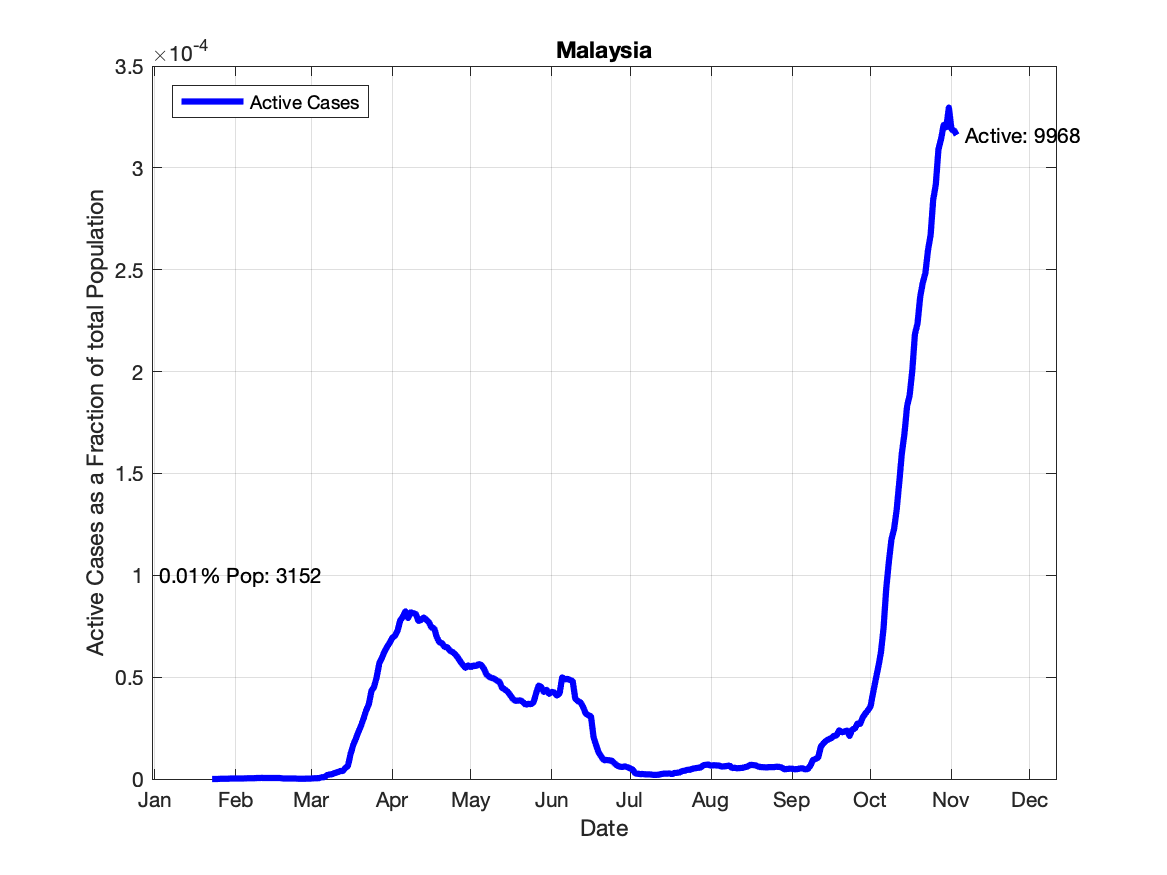 Malaysia
×10-4
Active Cases
3.5
3
2.5
2
1.5
1
0.5
0
Active: 9968
0.01% Pop: 3152
Active Cases as a Fraction of total Population
Jan Feb Mar Apr May Jun Jul Aug Sep Oct Nov Dec
Date